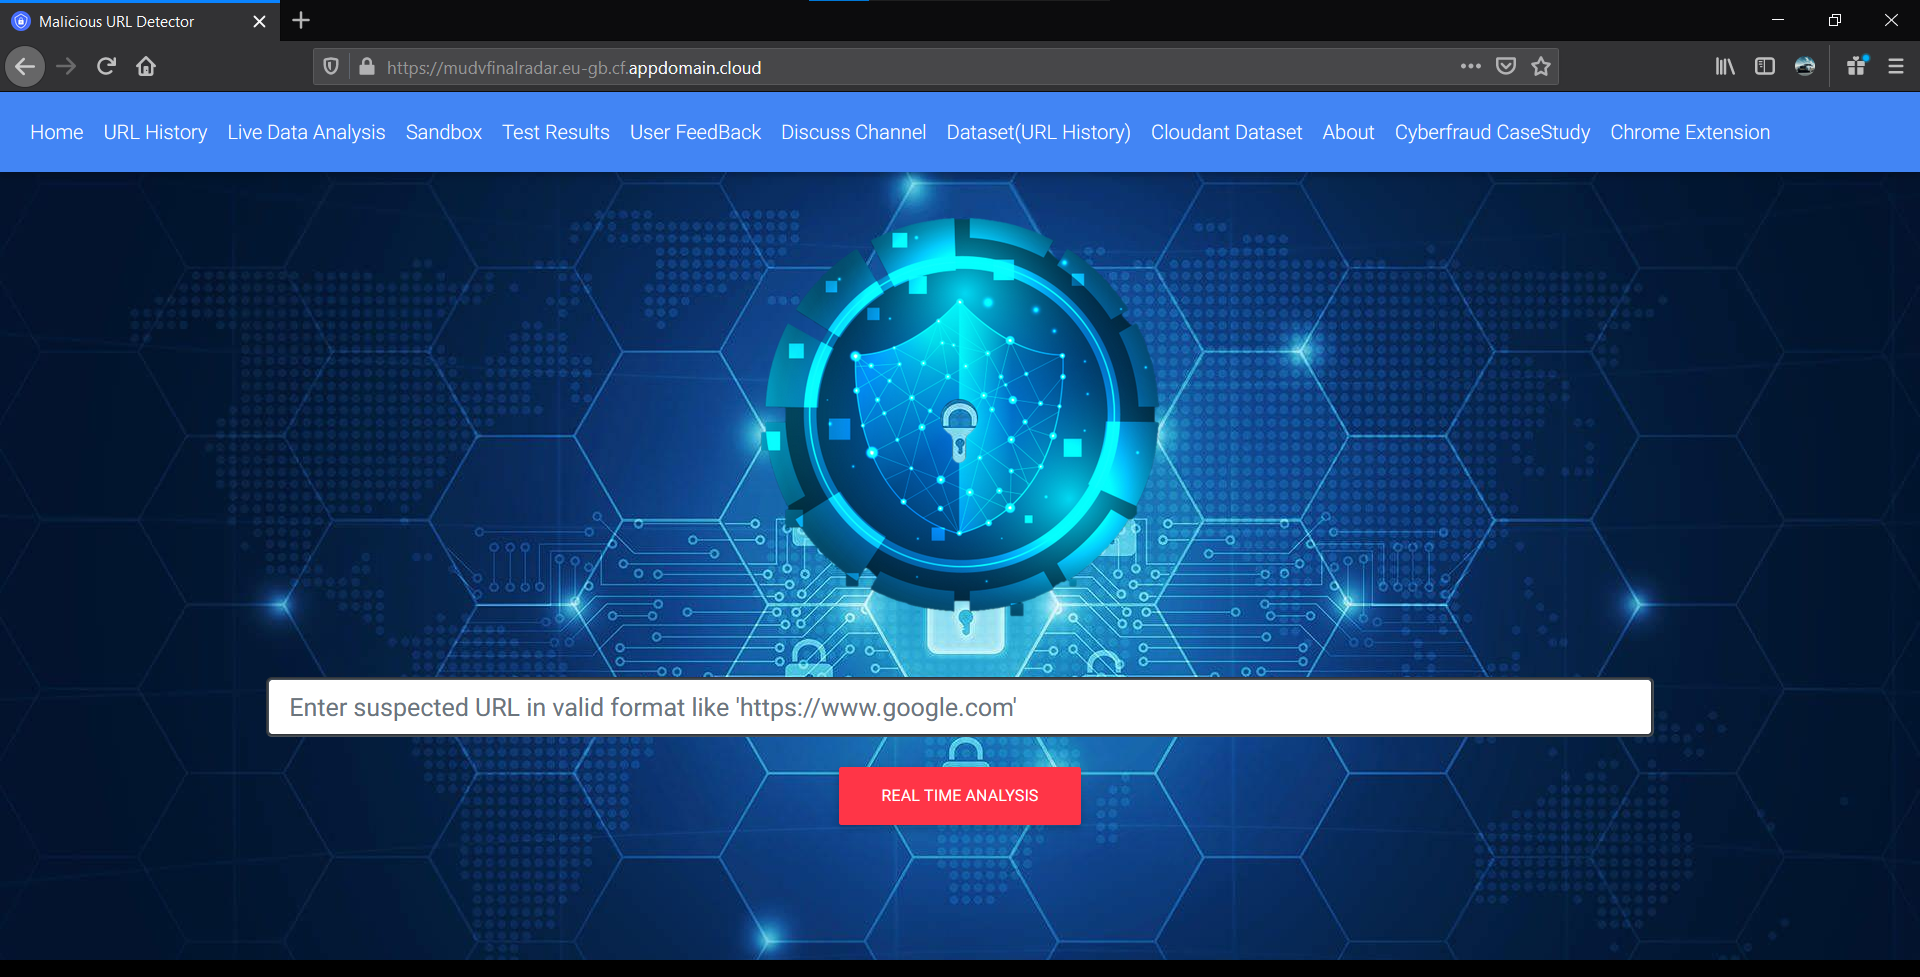 Malicious URL Detector
https://mudvfinalradar.eu-gb.cf.appdomain.cloud
Home URL History Live Data Analysis Sandbox Test Results User FeedBack Discuss Channel Dataset(URL History) Cloudant Dataset About Cyberfraud CaseStudy Chrome Extension
Enter suspected URL in valid format like 'https://www.google.com'
REAL TIME ANALYSIS